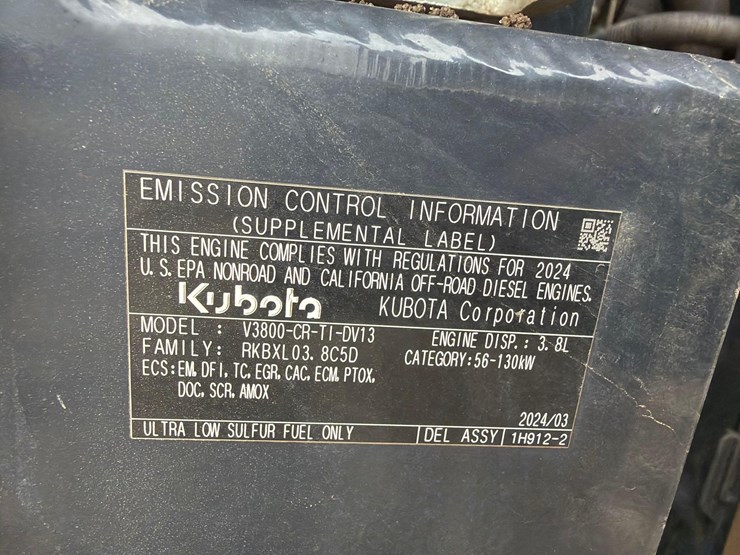 EMISSION CONTROL INFORMATION
(SUPPLEMENTAL LABEL)
THIS ENGINE COMPLIES WITH REGULATIONS FOR 2024
U.S. EPA NONROAD AND CALIFORNIA OFF-ROAD DIESEL ENGINES.
Kubota KUBOTA Corporation
MODEL : V3800-CR-TI-DV13 ENGINE DISP.: 3.8L
FAMILY: RKBXL03.8C5D CATEGORY:56-130kW
ECS:EM, DFI, TC, EGR, CAC, ECM, PTOX,
DOC, SCR, AMOX
2024/03
ULTRA LOW SULFUR FUEL ONLY DEL ASSY 1H912-2